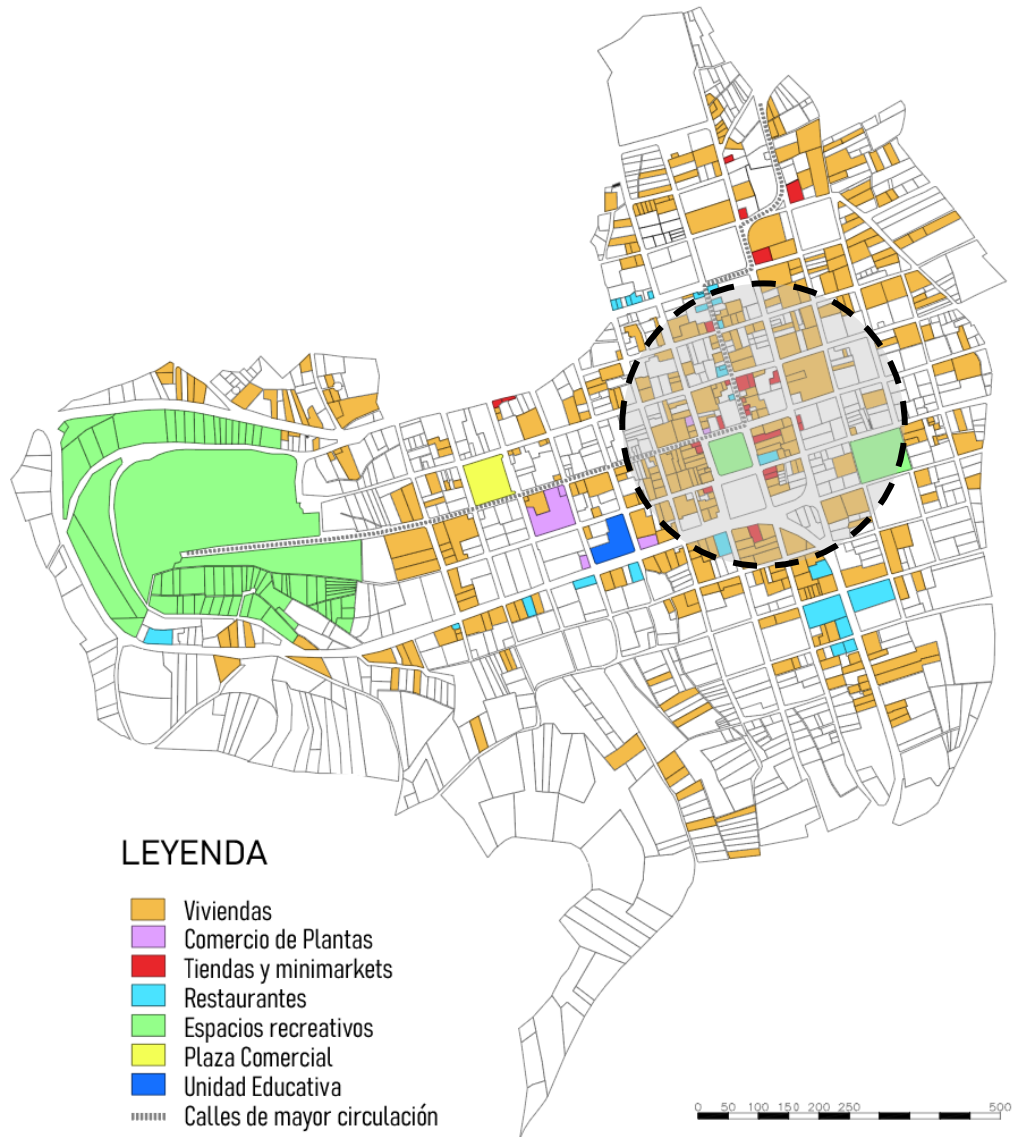 LEYENDA
Viviendas
Comercio de Plantas
Tiendas y minimarkets
Restaurantes
Espacios recreativos
Plaza Comercial
Unidad Educativa
Calles de mayor circulación
0 50 100 150 200 250 500